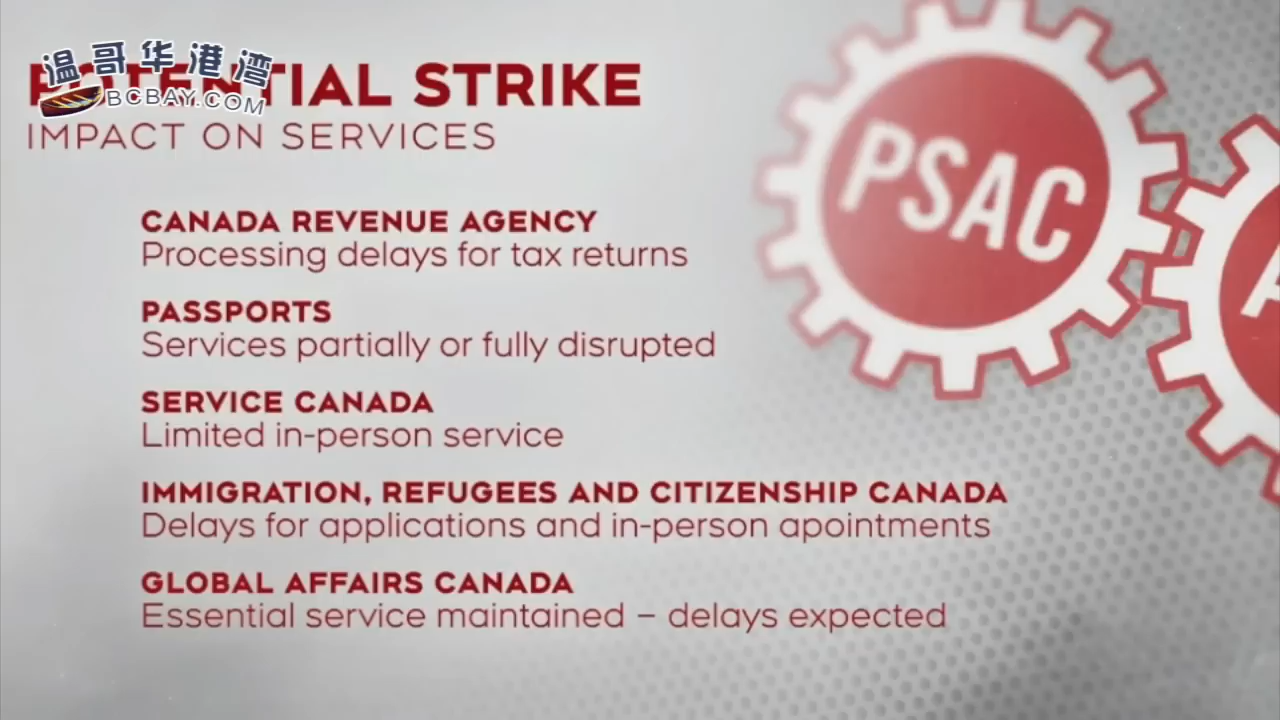 温哥华港湾
BCBAY.COM
POTENTIAL STRIKE
IMPACT ON SERVICES
PSAC
CANADA REVENUE AGENCY
Processing delays for tax returns
PASSPORTS
Services partially or fully disrupted
SERVICE CANADA
Limited in-person service
IMMIGRATION, REFUGEES AND CITIZENSHIP CANADA
Delays for applications and in-person apointments
GLOBAL AFFAIRS CANADA
Essential service maintained – delays expected